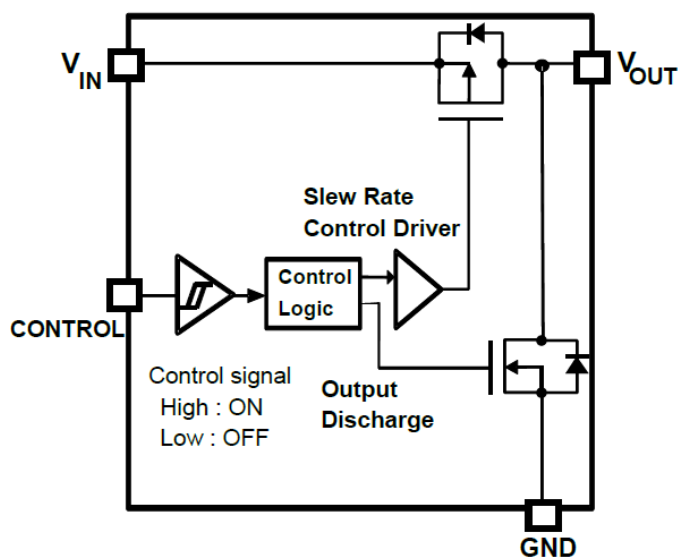 VIN
VOUT
Slew Rate
Control Driver
Control
Logic
CONTROL
Control signal
High : ON
Low : OFF
Output
Discharge
GND